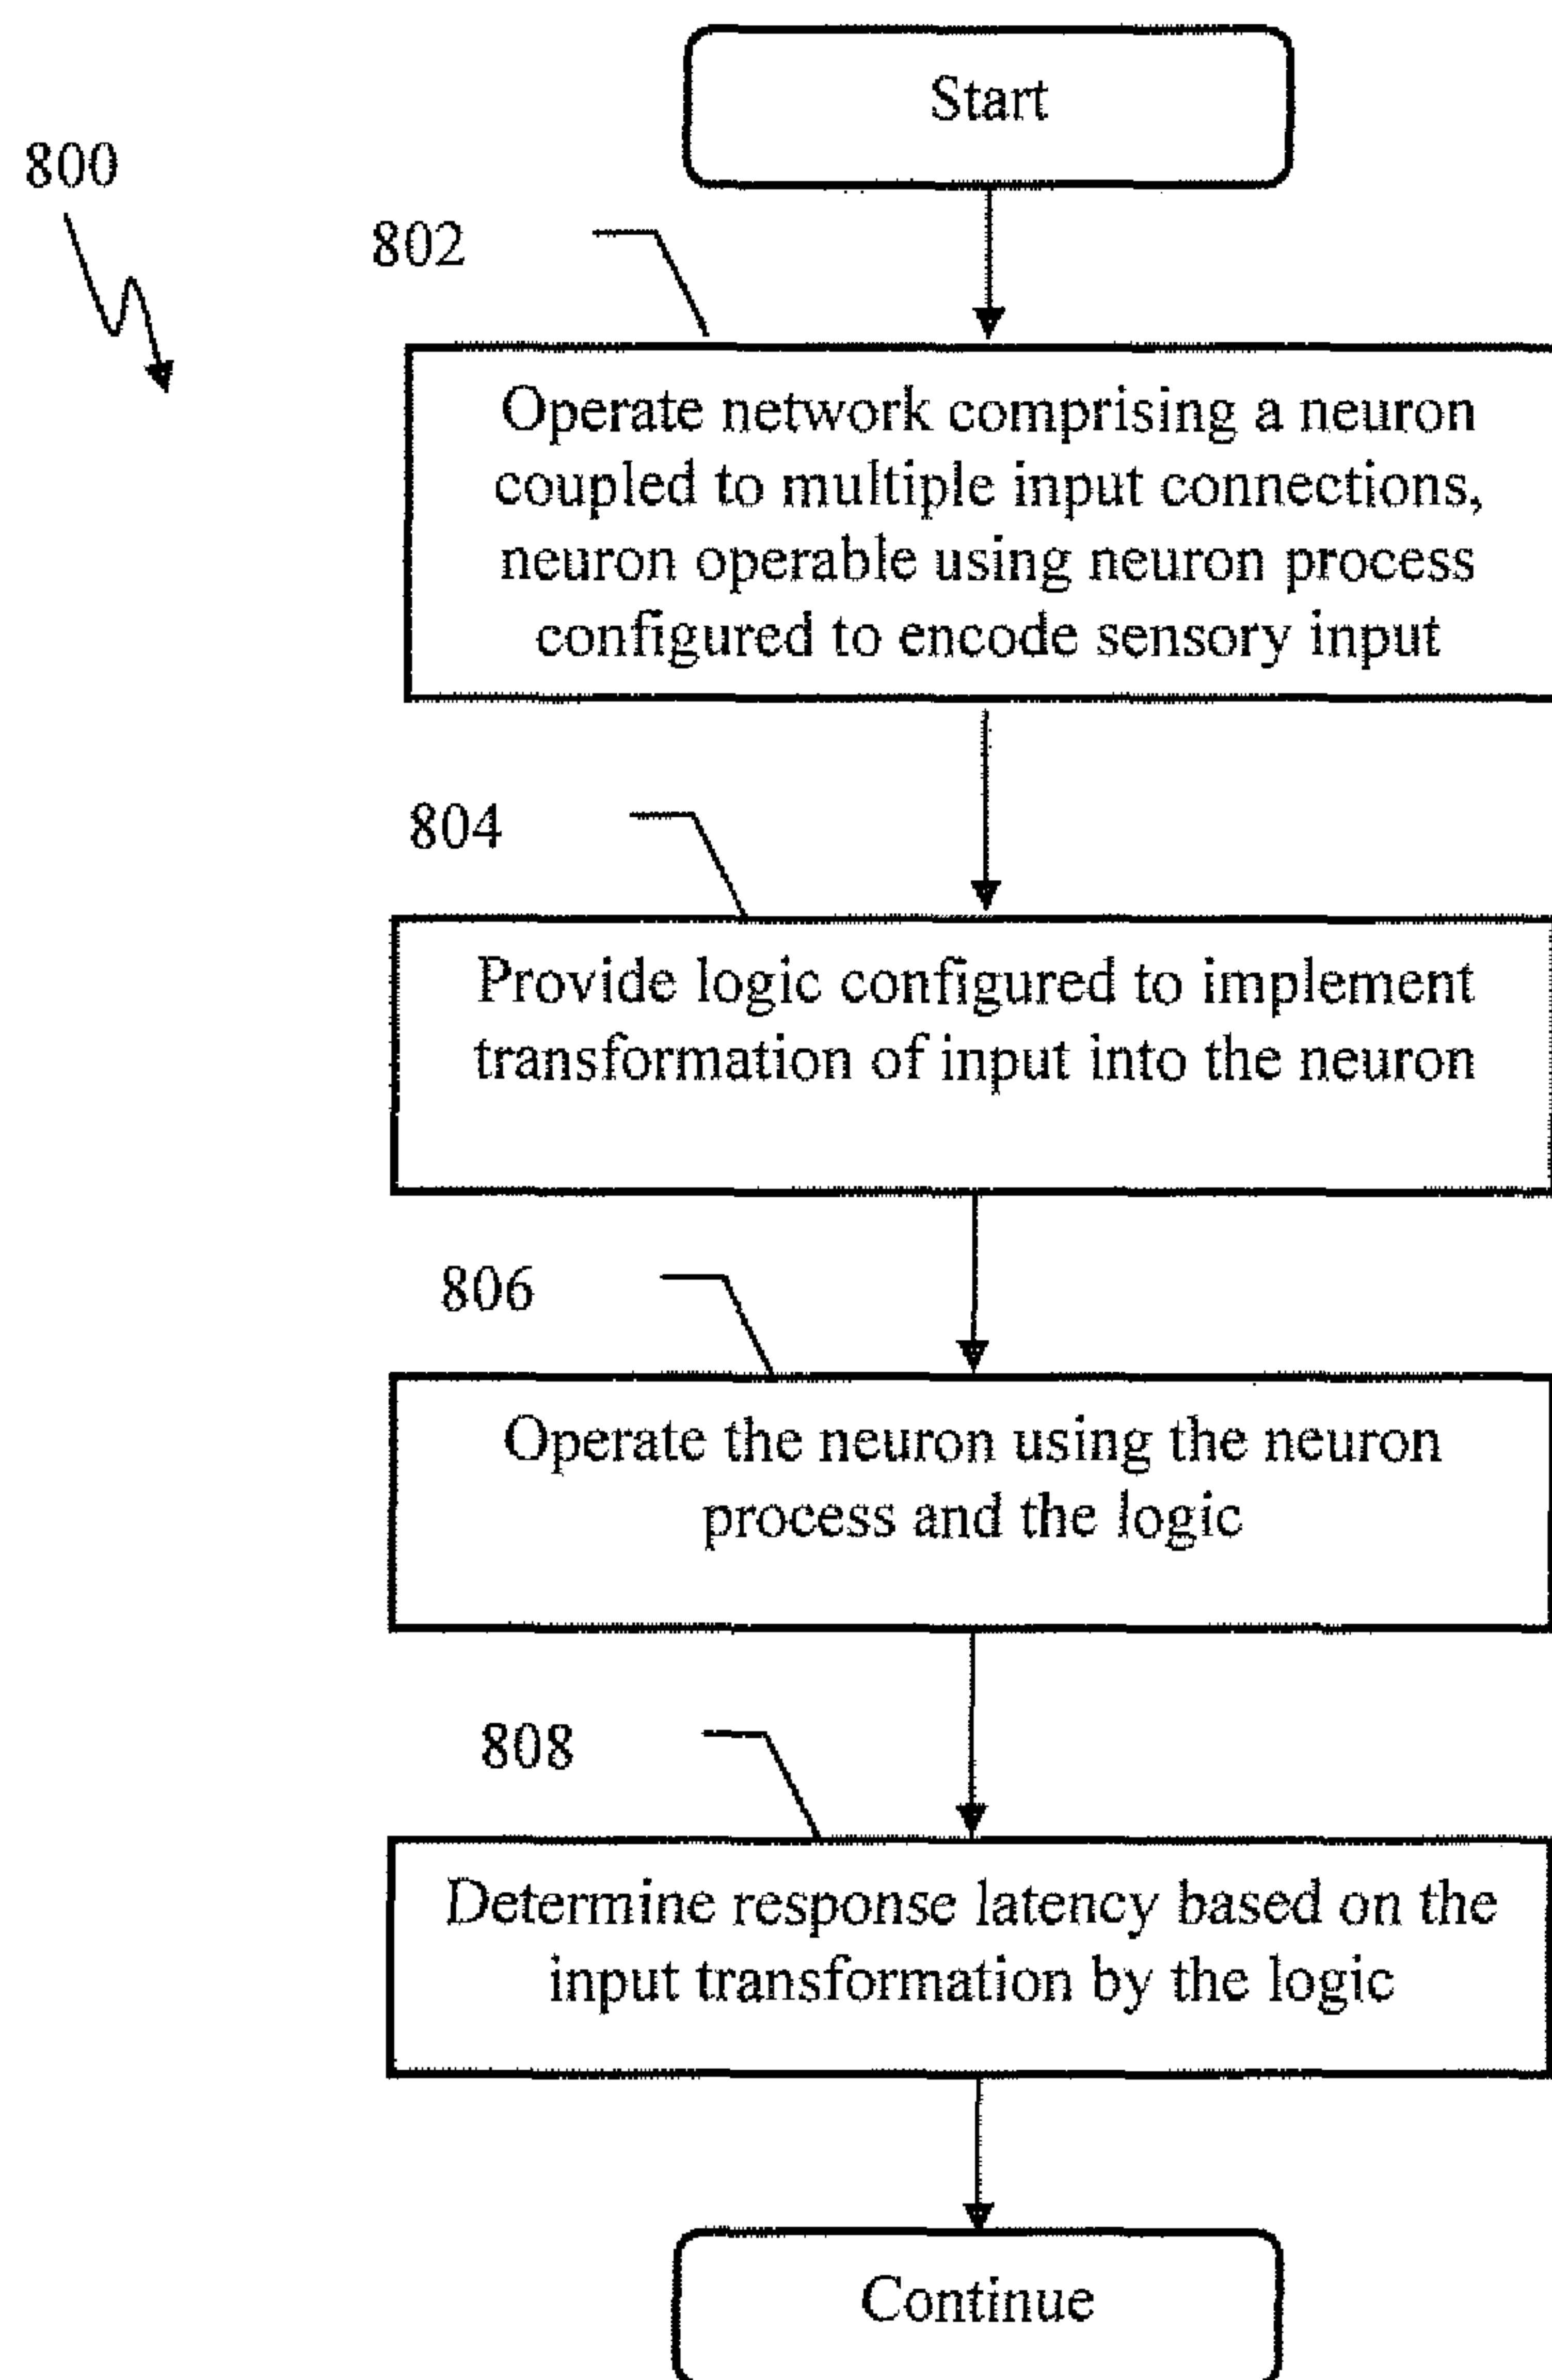 Start
800
802
Operate network comprising a neuron
coupled to multiple input connections,
neuron operable using neuron process
configured to encode sensory input
804
Provide logic configured to implement
transformation of input into the neuron
806
Operate the neuron using the neuron
process and the logic
808
Determine response latency based on the
input transformation by the logic
Continue